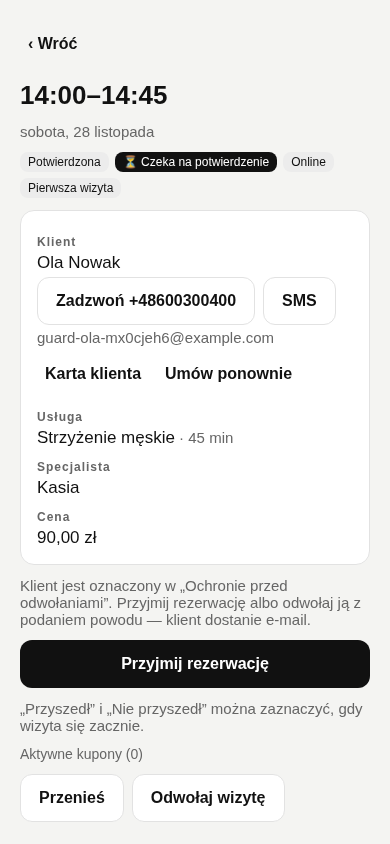 ‹ Wróć
14:00–14:45
sobota, 28 listopada
Potwierdzona ⏳ Czeka na potwierdzenie Online
Pierwsza wizyta
Klient
Ola Nowak
Zadzwoń +48600300400 SMS
guard-ola-mx0cjeh6@example.com
Karta klienta Umów ponownie
Usługa
Strzyżenie męskie · 45 min
Specjalista
Kasia
Cena
90,00 zł
Klient jest oznaczony w „Ochronie przed
odwołaniami”. Przyjmij rezerwację albo odwołaj ją z
podaniem powodu — klient dostanie e-mail.
Przyjmij rezerwację
„Przyszedł” i „Nie przyszedł” można zaznaczyć, gdy
wizyta się zacznie.
Aktywne kupony (0)
Przenieś Odwołaj wizytę